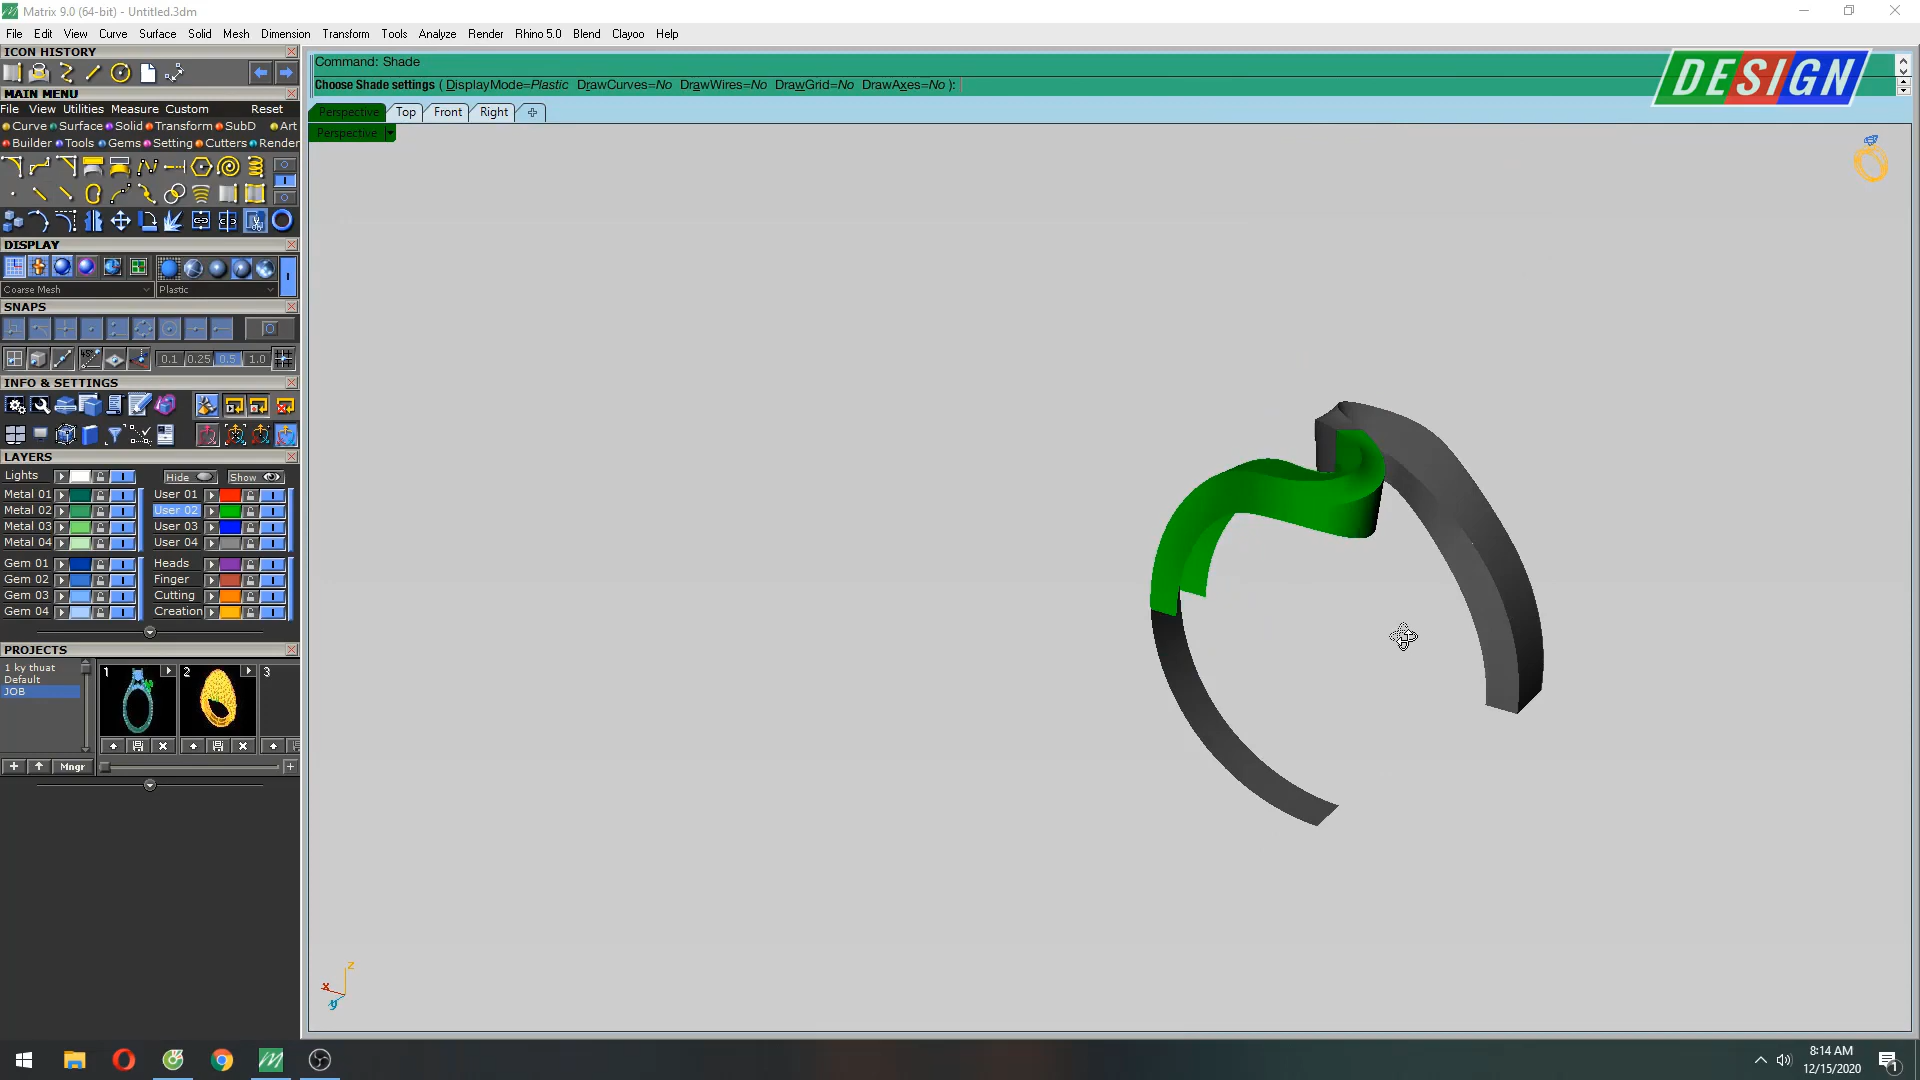 Matrix 9.0 (64-bit) - Untitled.3dm
File Edit View Curve Surface Solid Mesh Dimension Transform Tools Analyze Render Rhino 5.0 Blend Clayoo Help
ICON HISTORY
MAIN MENU
File View Utilities Measure Custom Reset
Curve Surface Solid Transform SubD Art
Builder Tools Gems Setting Cutters Render
DISPLAY
Coarse Mesh Plastic
SNAPS
0.1 0.25 0.5 1.0
INFO & SETTINGS
LAYERS
Lights Hide Show
Metal 01 User 01
Metal 02 User 02
Metal 03 User 03
Metal 04 User 04
Gem 01 Heads
Gem 02 Finger
Gem 03 Cutting
Gem 04 Creation
PROJECTS
1 ky thuat
Default
JOB
1 2 3
Mngr
Command: Shade
Choose Shade settings ( DisplayMode=Plastic DrawCurves=No DrawWires=No DrawGrid=No DrawAxes=No ):
DESIGN
Perspective Top Front Right
Perspective
z
x
y
8:14 AM
12/15/2020
1